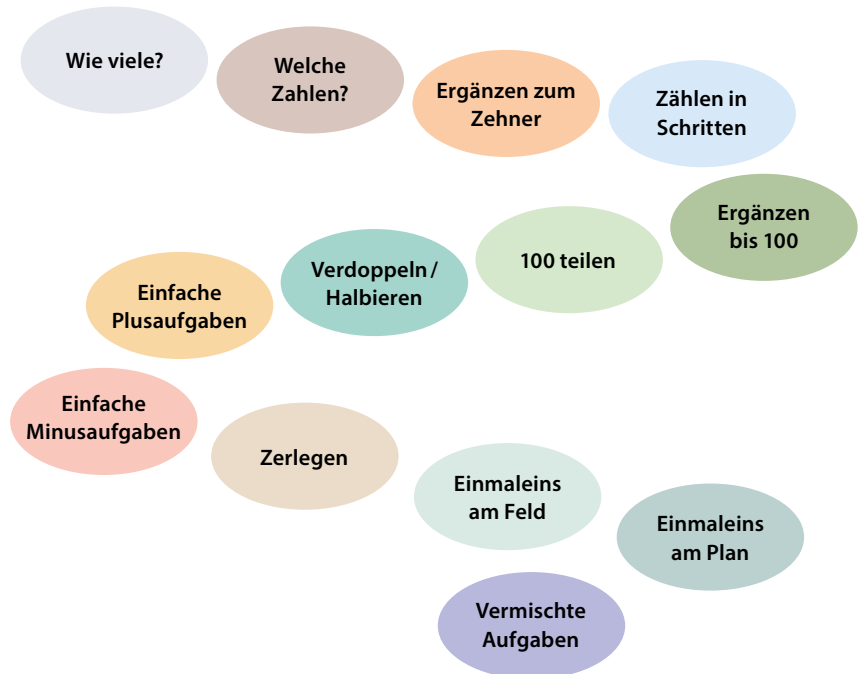 Wie viele?
Welche
Zahlen?
Ergänzen zum
Zehner
Zählen in
Schritten
Ergänzen
bis 100
100 teilen
Verdoppeln /
Halbieren
Einfache
Plusaufgaben
Einfache
Minusaufgaben
Zerlegen
Einmaleins
am Feld
Einmaleins
am Plan
Vermischte
Aufgaben